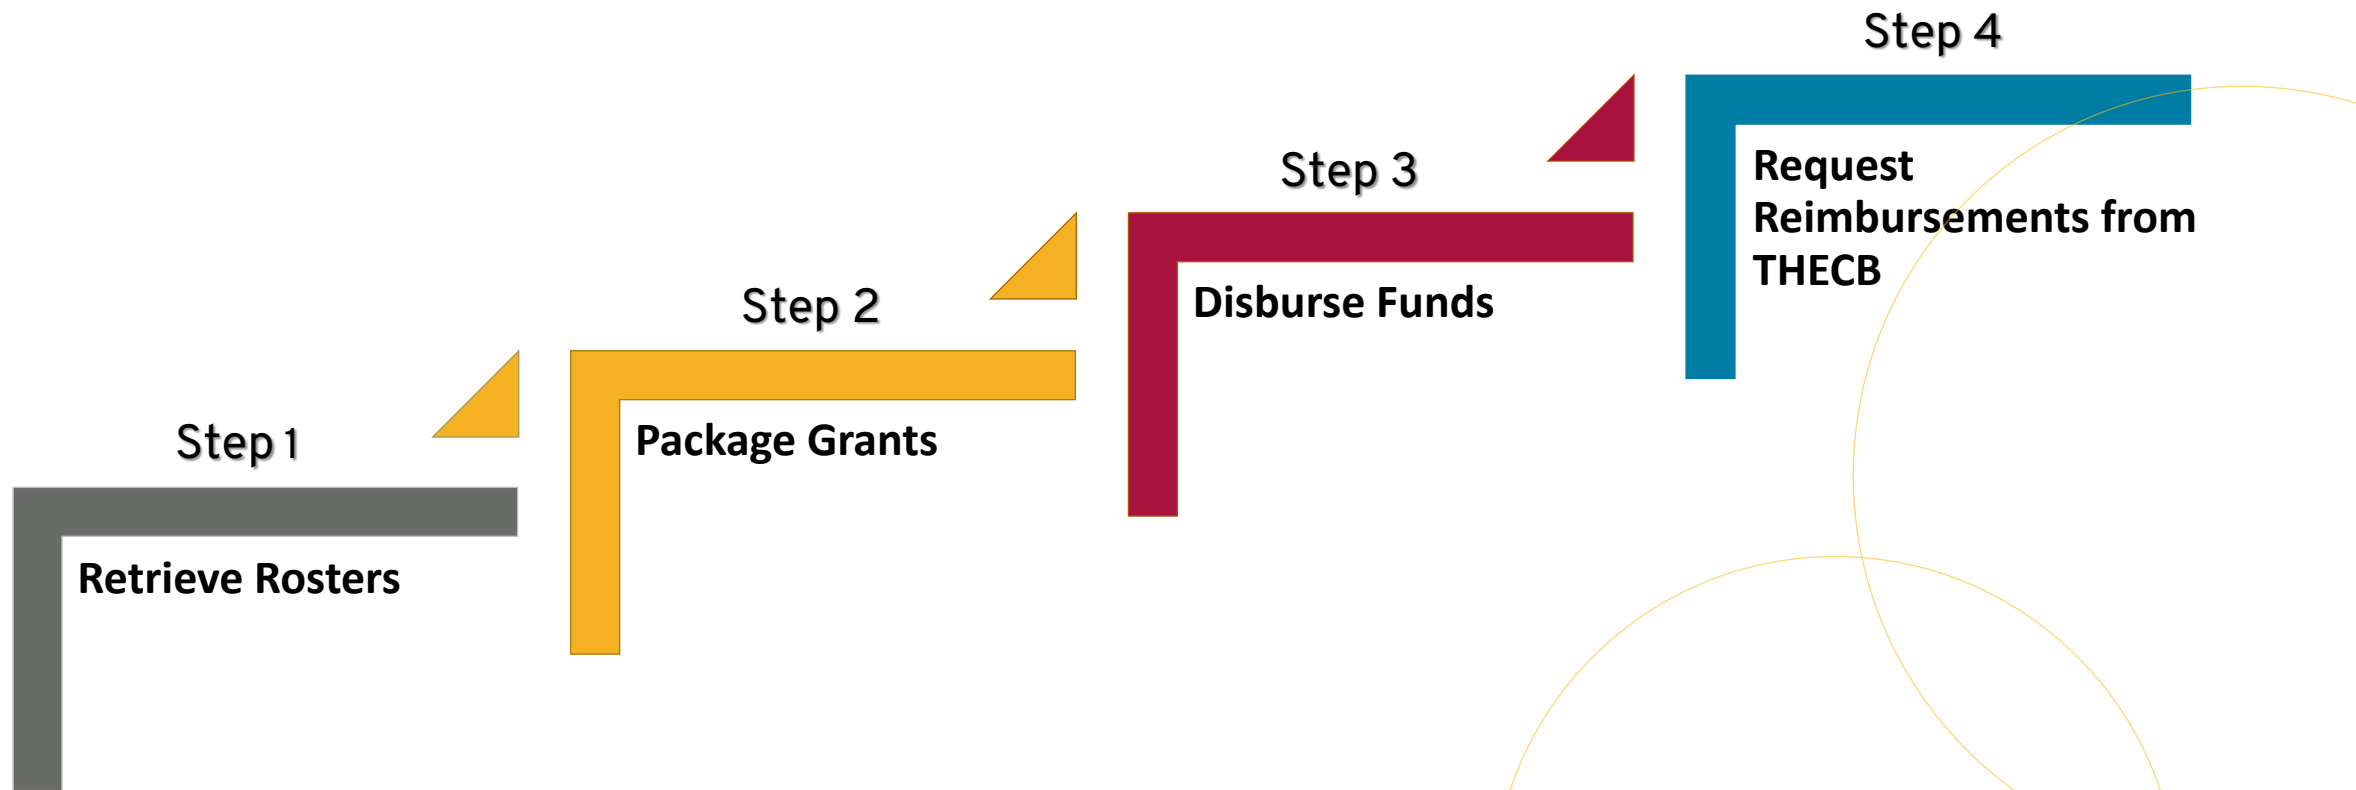 Step 1
Retrieve Rosters
Step 2
Package Grants
Step 3
Disburse Funds
Step 4
Request
Reimbursements from
THECB